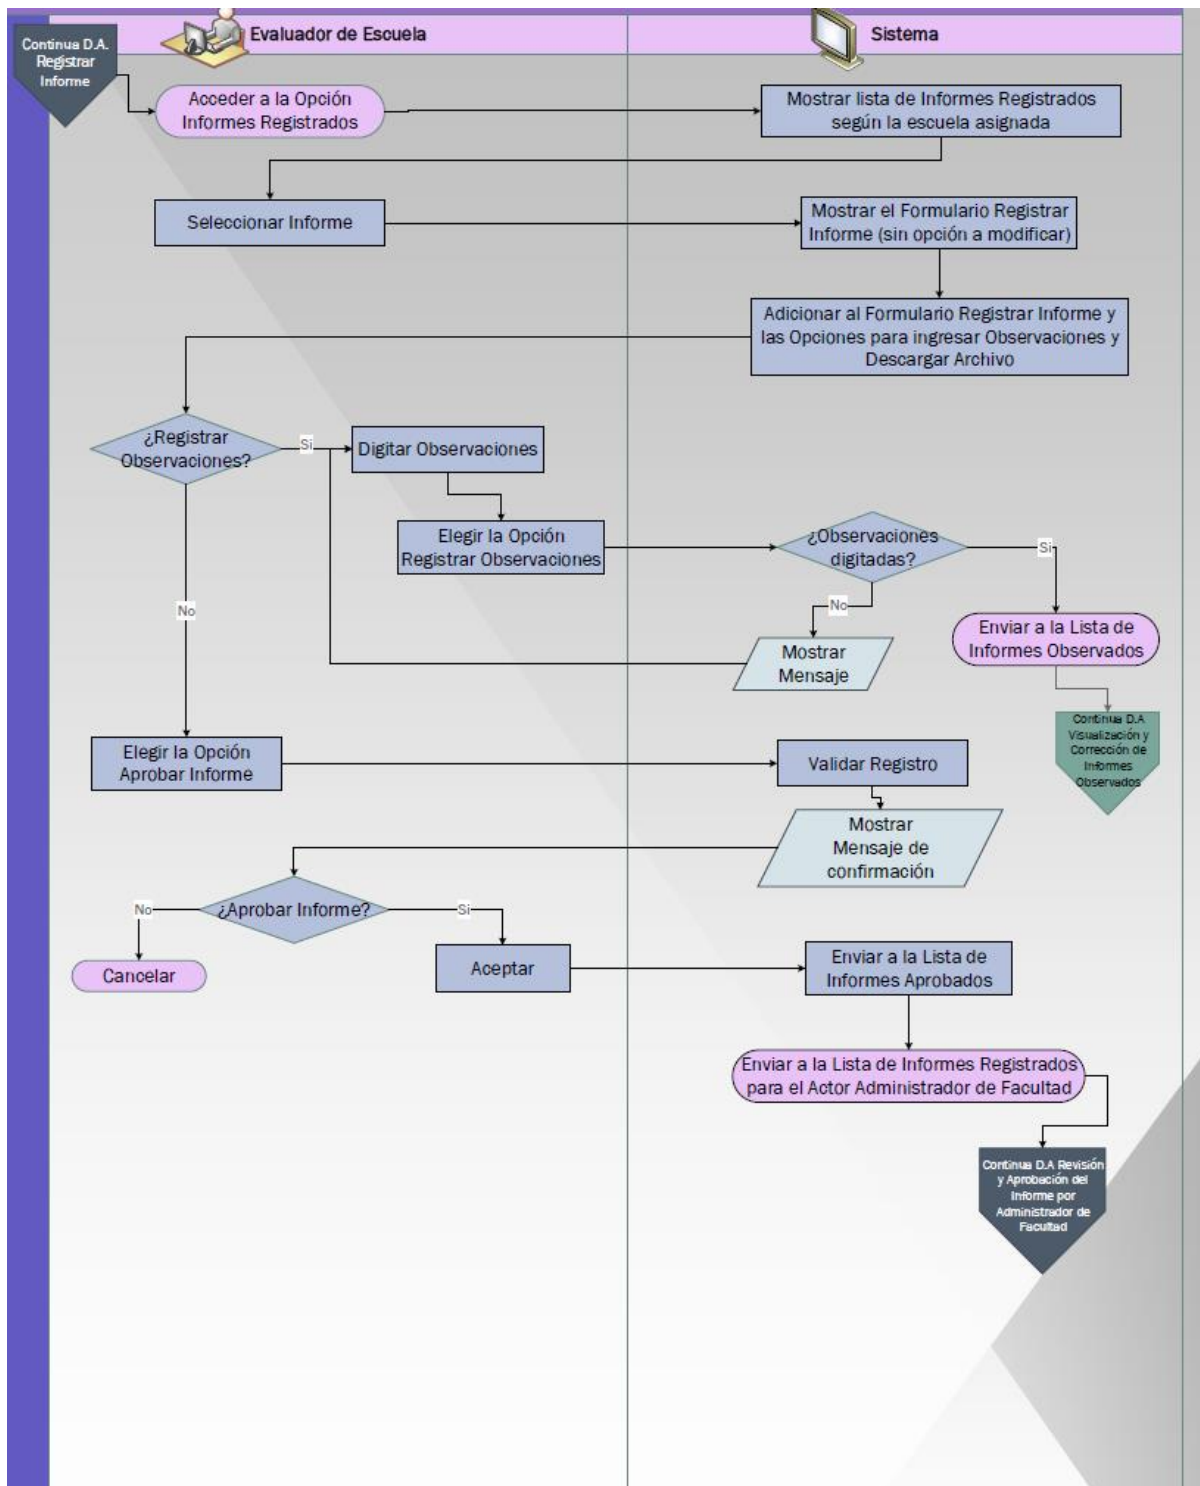 Continua D.A.
Registrar
Informe
Evaluador de Escuela
Sistema
Acceder a la Opción
Informes Registrados
Mostrar lista de Informes Registrados
según la escuela asignada
Seleccionar Informe
Mostrar el Formulario Registrar
Informe (sin opción a modificar)
Adicionar al Formulario Registrar Informe y
las Opciones para ingresar Observaciones y
Descargar Archivo
¿Registrar
Observaciones?
Si
Digitar Observaciones
Elegir la Opción
Registrar Observaciones
¿Observaciones
digitadas?
Si
No
No
Enviar a la Lista de
Informes Observados
Mostrar
Mensaje
Continua D.A
Visualización y
Corrección de
Informes
Observados
Elegir la Opción
Aprobar Informe
Validar Registro
Mostrar
Mensaje de
confirmación
No
¿Aprobar Informe?
Si
Cancelar
Aceptar
Enviar a la Lista de
Informes Aprobados
Enviar a la Lista de Informes Registrados
para el Actor Administrador de Facultad
Continua D.A Revisión
y Aprobación del
Informe por
Administrador de
Facultad